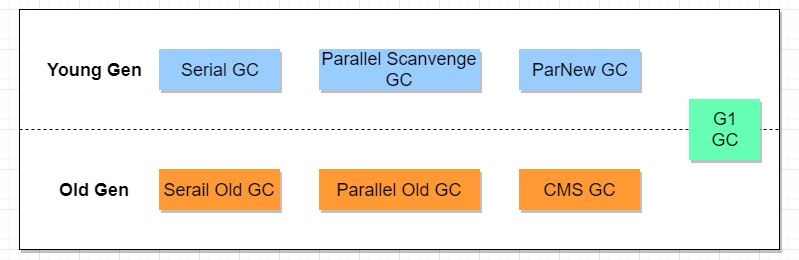 Young Gen
Serial GC
Parallel Scanvenge
GC
ParNew GC
G1
GC
Old Gen
Serail Old GC
Parallel Old GC
CMS GC